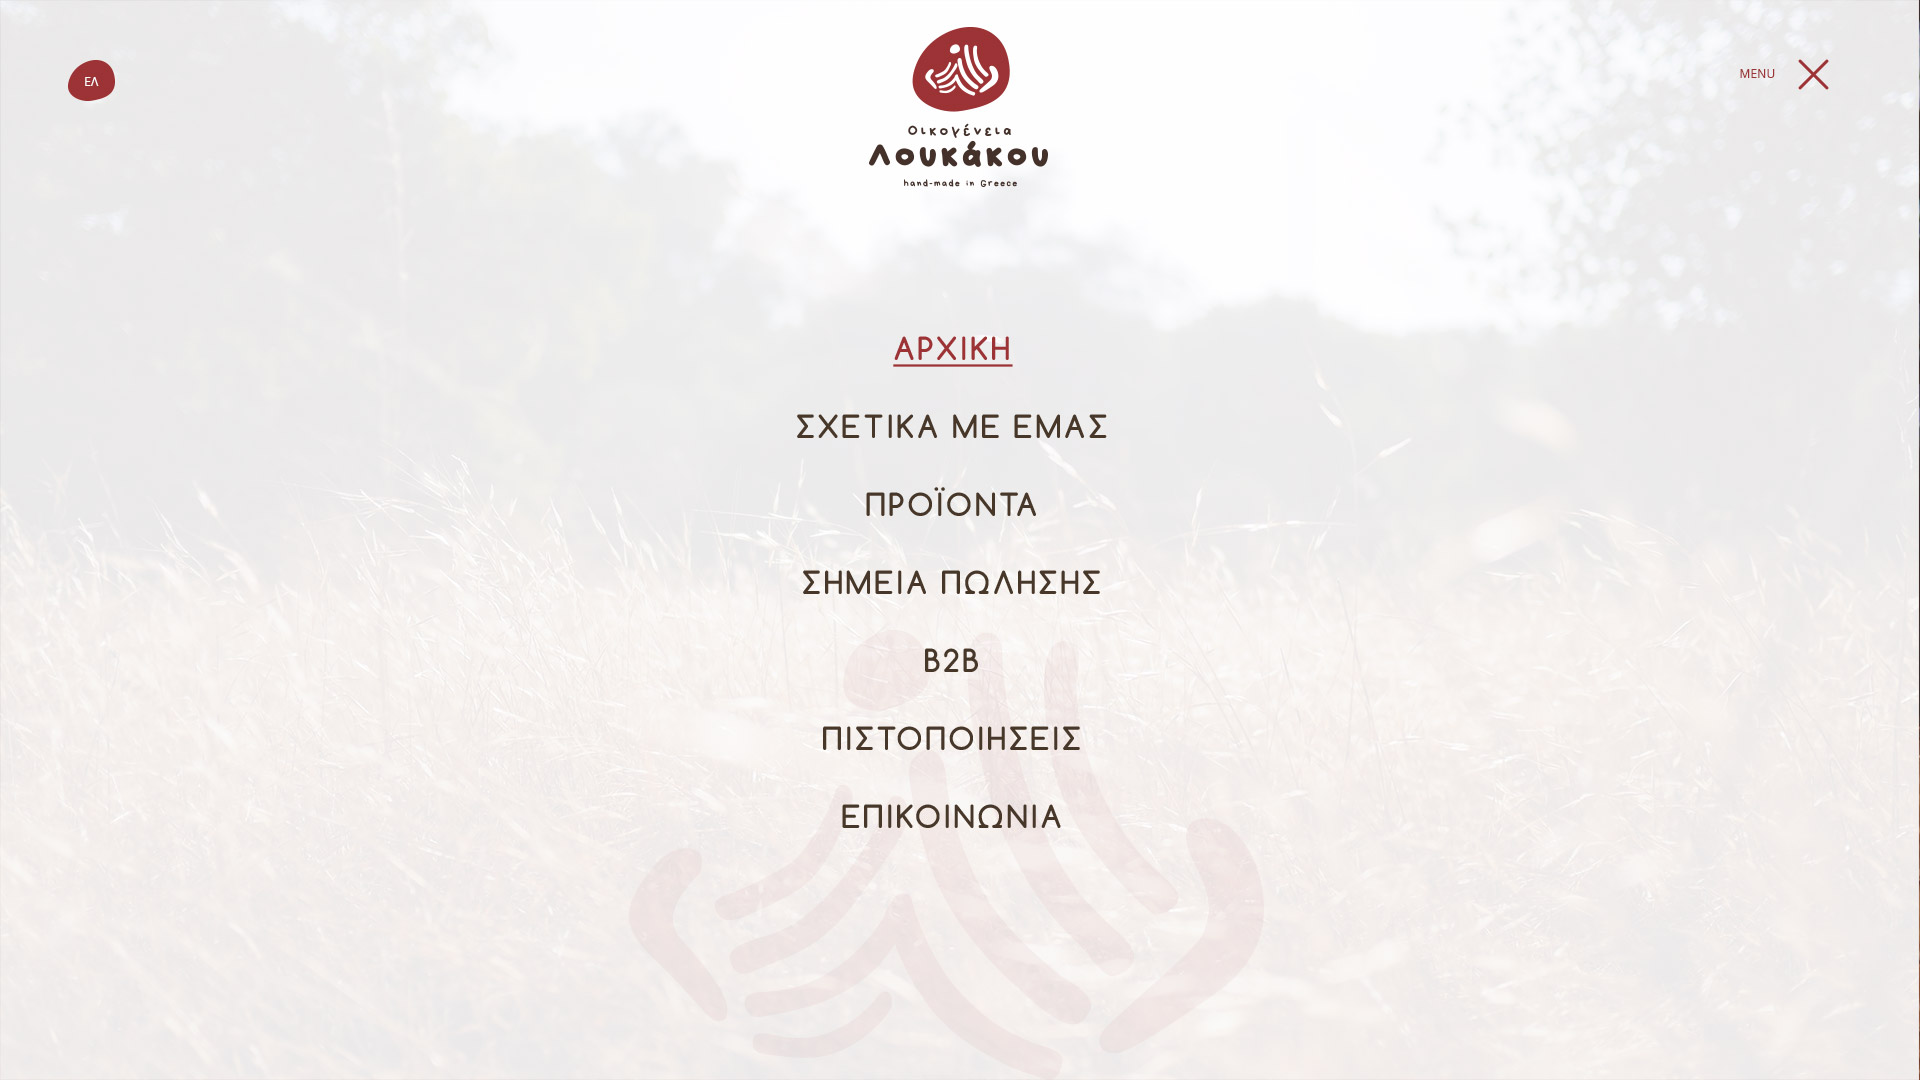 ΕΛ
MENU
Οικογένεια
Λουκάκου
hand-made in Greece
ΑΡΧΙΚΗ
ΣΧΕΤΙΚΑ ΜΕ ΕΜΑΣ
ΠΡΟΪΟΝΤΑ
ΣΗΜΕΙΑ ΠΩΛΗΣΗΣ
B2B
ΠΙΣΤΟΠΟΙΗΣΕΙΣ
ΕΠΙΚΟΙΝΩΝΙΑ